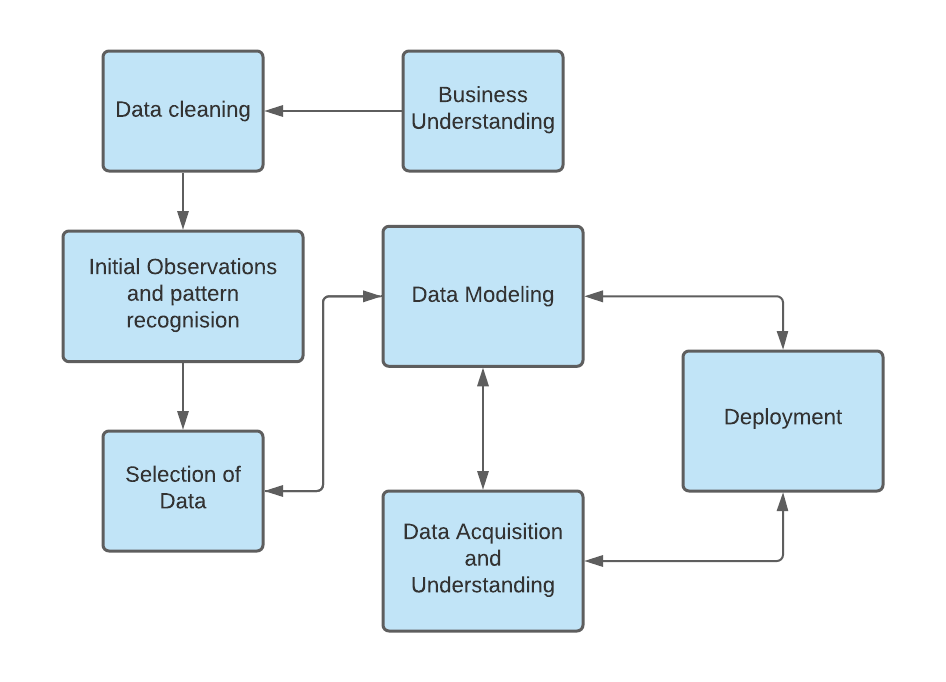 Data cleaning
Business
Understanding
Initial Observations
and pattern
recognision
Data Modeling
Deployment
Selection of
Data
Data Acquisition
and
Understanding